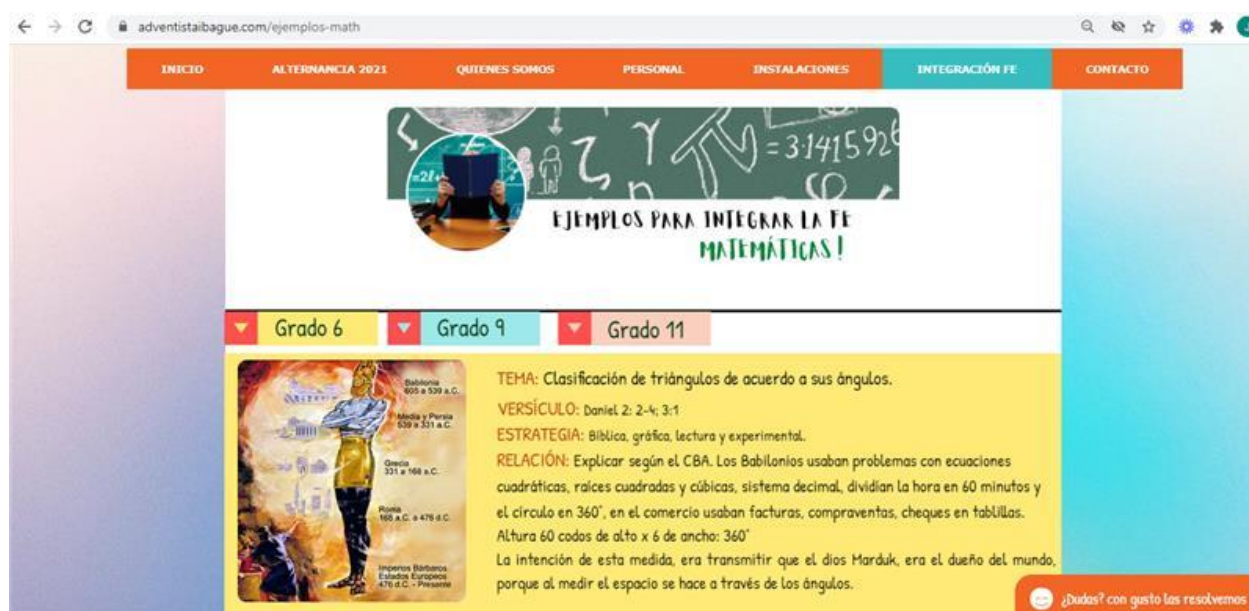 adventistaibague.com/ejemplos-math
INICIO
ALTERNANCIA 2021
QUIENES SOMOS
PERSONAL
INSTALACIONES
INTEGRACIÓN FE
CONTACTO
=2
ζ γ π = 3.1415926
η φ
EJEMPLOS PARA INTEGRAR LA FE
MATEMÁTICAS!
Grado 6
Grado 9
Grado 11
Babilonia
605 a 539 a.C.
Media y Persia
539 a 331 a.C.
Grecia
331 a 168 a.C.
Roma
168 a.C. a 476 d.C.
Imperios Bárbaros
Estados Europeos
476 d.C. - Presente
TEMA: Clasificación de triángulos de acuerdo a sus ángulos.
VERSÍCULO: Daniel 2: 2-4; 3:1
ESTRATEGIA: Bíblica, gráfica, lectura y experimental.
RELACIÓN: Explicar según el CBA. Los Babilonios usaban problemas con ecuaciones
cuadráticas, raíces cuadradas y cúbicas, sistema decimal, dividían la hora en 60 minutos y
el círculo en 360°, en el comercio usaban facturas, compraventas, cheques en tablillas.
Altura 60 codos de alto x 6 de ancho: 360°
La intención de esta medida, era transmitir que el dios Marduk, era el dueño del mundo,
porque al medir el espacio se hace a través de los ángulos.
¿Dudas? con gusto las resolvemos